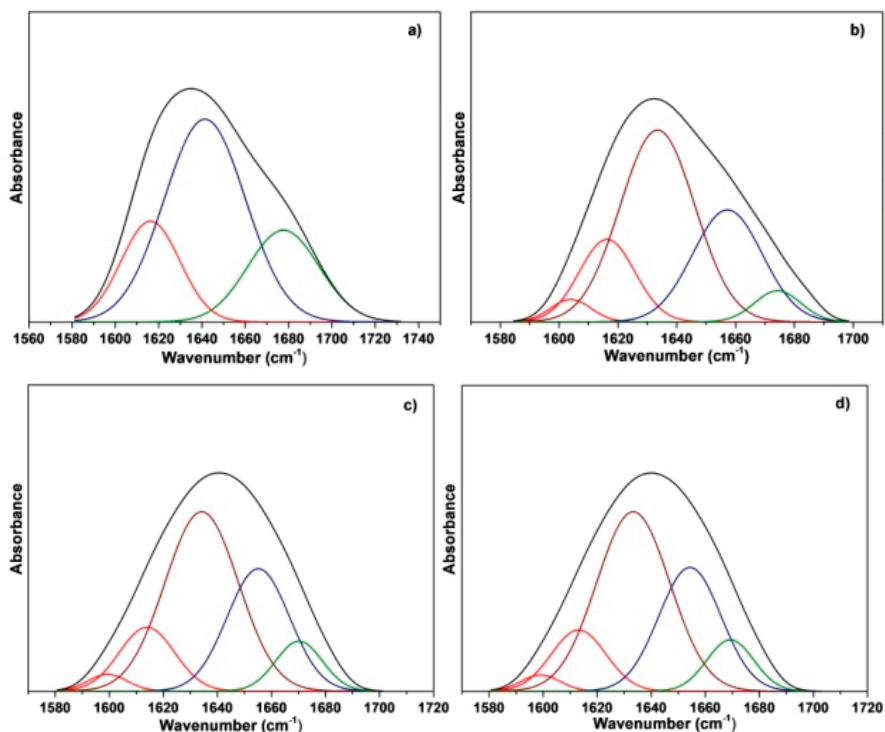 a)
Absorbance
1560 1580 1600 1620 1640 1660 1680 1700 1720 1740
Wavenumber (cm-1)
b)
Absorbance
1580 1600 1620 1640 1660 1680 1700
Wavenumber (cm-1)
c)
Absorbance
1580 1600 1620 1640 1660 1680 1700 1720
Wavenumber (cm-1)
d)
Absorbance
1580 1600 1620 1640 1660 1680 1700 1720
Wavenumber (cm-1)